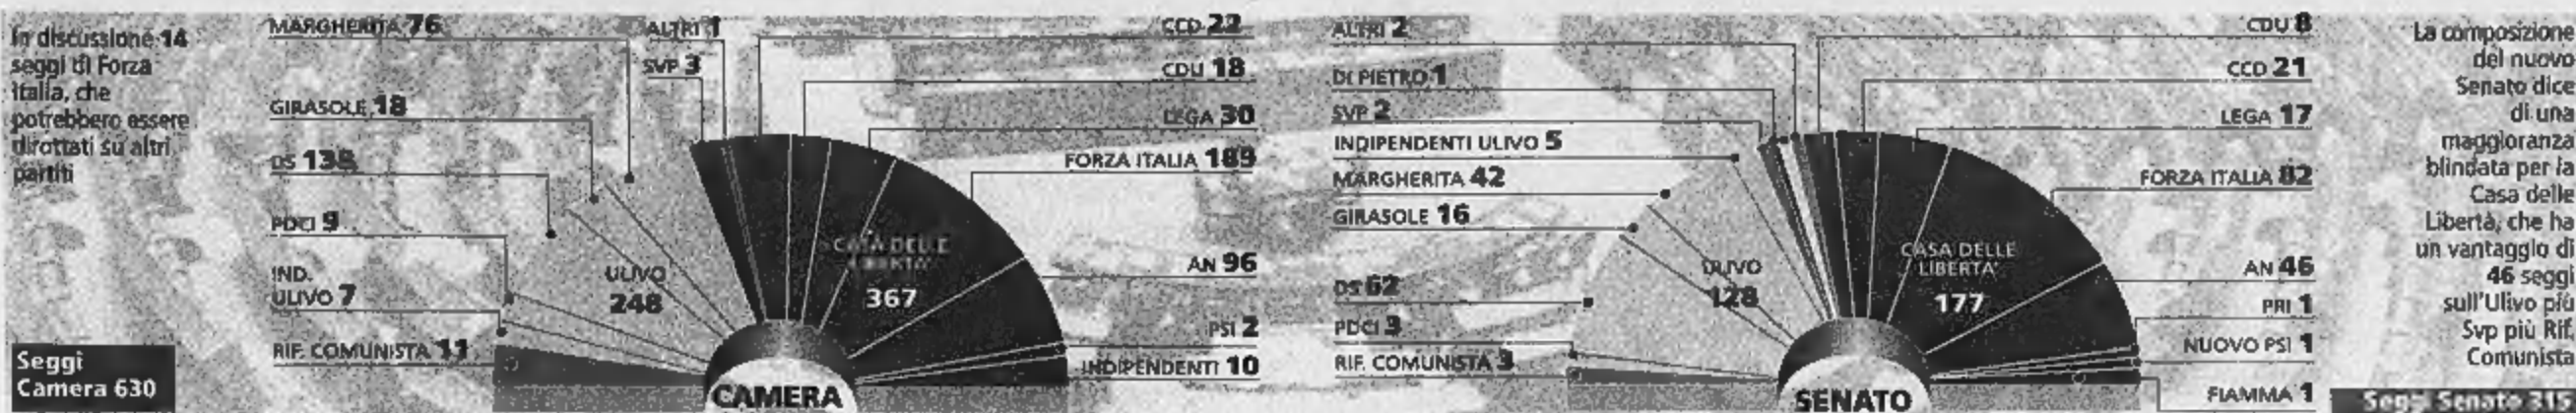 In discussione 14
seggi di Forza
Italia, che
potrebbero essere
dirottati su altri
partiti
Seggi
Camera 630
MARGHERITA 76
GIRASOLE 18
DS 138
PDCI 9
IND.
ULIVO 7
RIF. COMUNISTA 11
ALTRI 1
SVP 3
ULIVO
248
CASA DELLE
LIBERTA'
367
CAMERA
CCD 22
CDU 18
LEGA 30
FORZA ITALIA 189
AN 96
PSI 2
INDIPENDENTI 10
ALTRI 2
DI PIETRO 1
SVP 2
INDIPENDENTI ULIVO 5
MARGHERITA 42
GIRASOLE 16
DS 62
PDCI 3
RIF. COMUNISTA 3
ULIVO
128
CASA DELLE
LIBERTA'
177
SENATO
CDU 8
CCD 21
LEGA 17
FORZA ITALIA 82
AN 46
PRI 1
NUOVO PSI 1
FIAMMA 1
La composizione
del nuovo
Senato dice
di una
maggioranza
blindata per la
Casa delle
Libertà, che ha
un vantaggio di
46 seggi
sull'Ulivo più
Svp più Rif.
Comunista
Seggi Senato 315